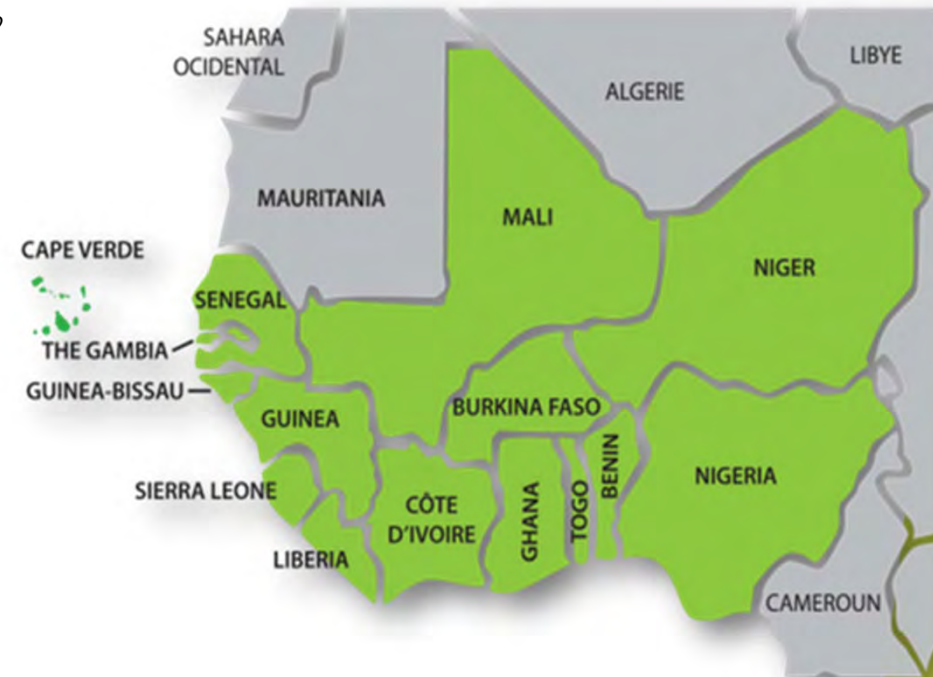 SAHARA
OCIDENTAL
LIBYE
ALGERIE
MAURITANIA
MALI
CAPE VERDE
NIGER
SENEGAL
THE GAMBIA
GUINEA-BISSAU
BURKINA FASO
GUINEA
BENIN
NIGERIA
SIERRA LEONE
CÔTE
D'IVOIRE
GHANA
TOGO
LIBERIA
CAMEROUN